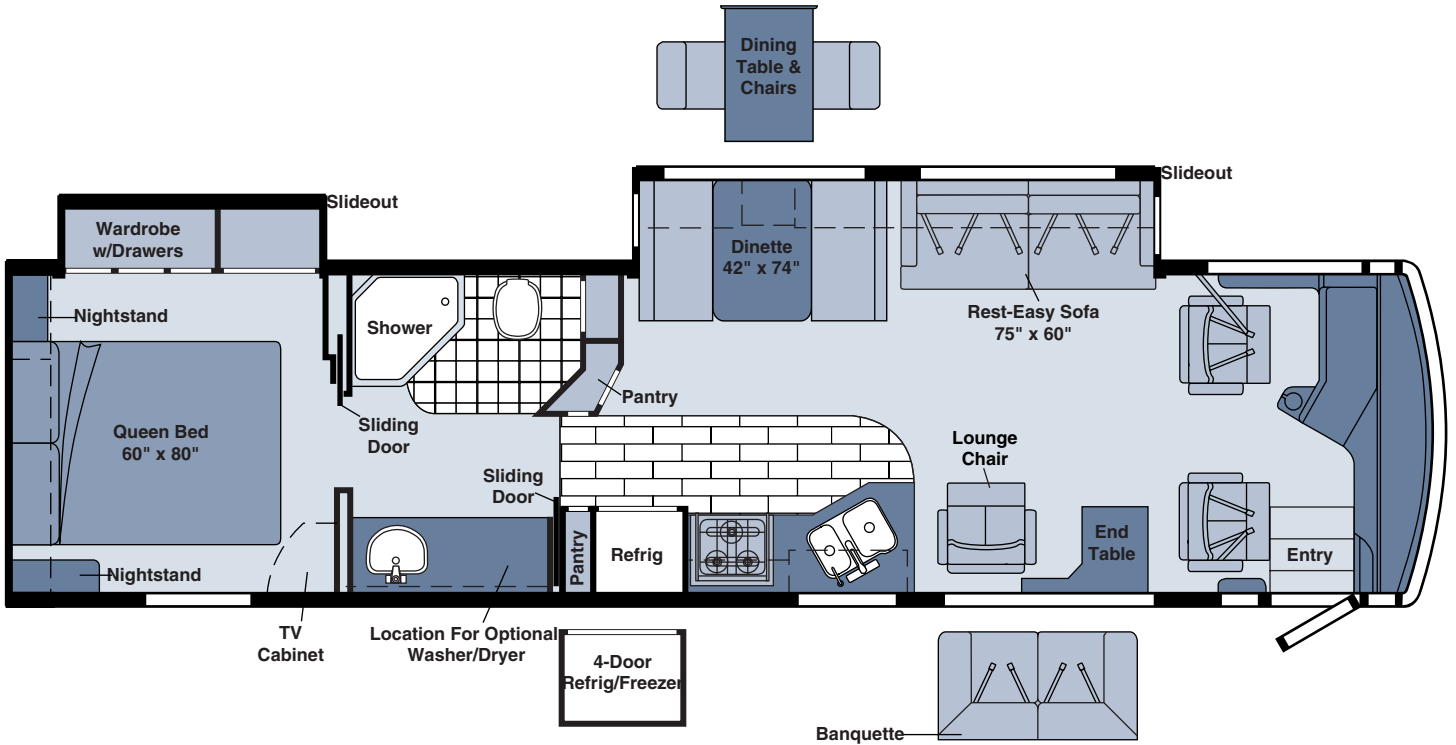 Dining
Table &
Chairs
Slideout
Slideout
Wardrobe
w/Drawers
Dinette
42" x 74"
Rest-Easy Sofa
75" x 60"
Nightstand
Shower
Pantry
Sliding
Door
Queen Bed
60" x 80"
Lounge
Chair
Sliding
Door
End
Table
Entry
Pantry
Refrig
Nightstand
TV
Cabinet
Location For Optional
Washer/Dryer
4-Door
Refrig/Freezer
Banquette